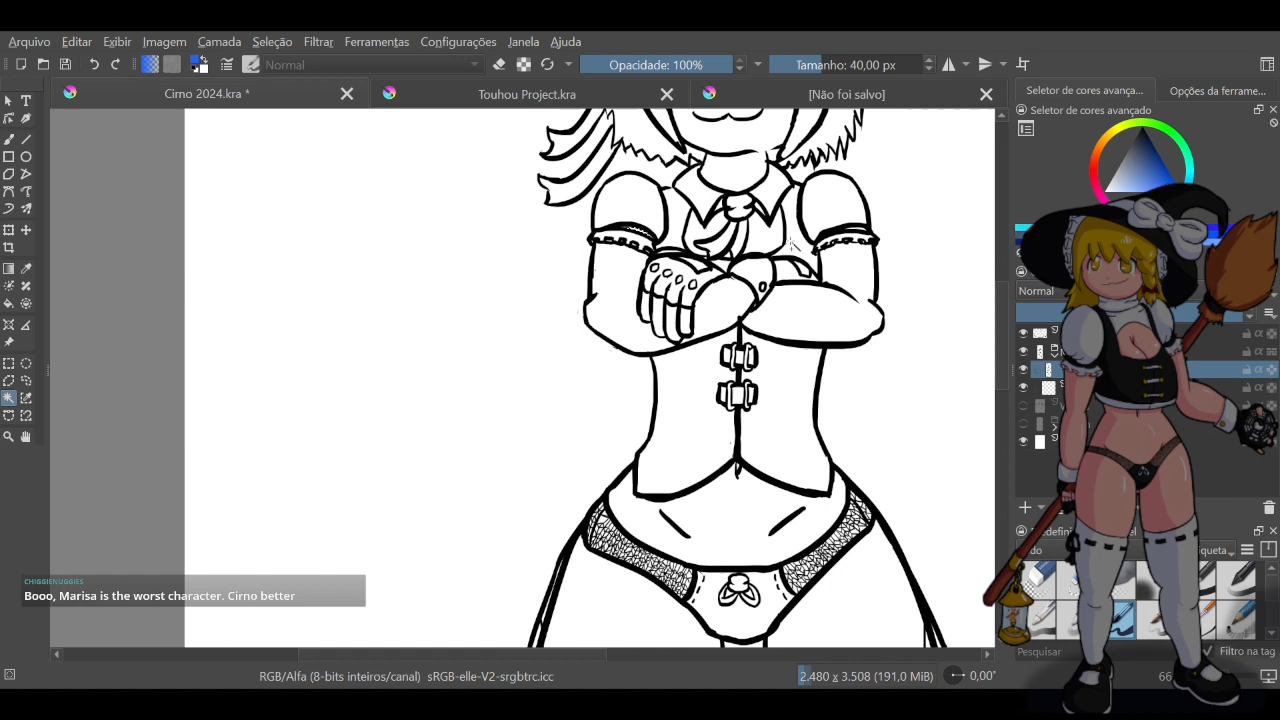 Arquivo Editar Exibir Imagem Camada Seleção Filtrar Ferramentas Configurações Janela Ajuda
Normal Opacidade: 100% Tamanho: 40,00 px
Cirno 2024.kra * Touhou Project.kra [Não foi salvo]
Seletor de cores avança... Opções da ferrame...
Seletor de cores avançado
Normal
CHIGGIENUGGIES
Booo, Marisa is the worst character. Cirno better
Pesquisar Filtro na tag
RGB/Alfa (8-bits inteiros/canal) sRGB-elle-V2-srgbtrc.icc 2.480 x 3.508 (191,0 MiB) 0,00°